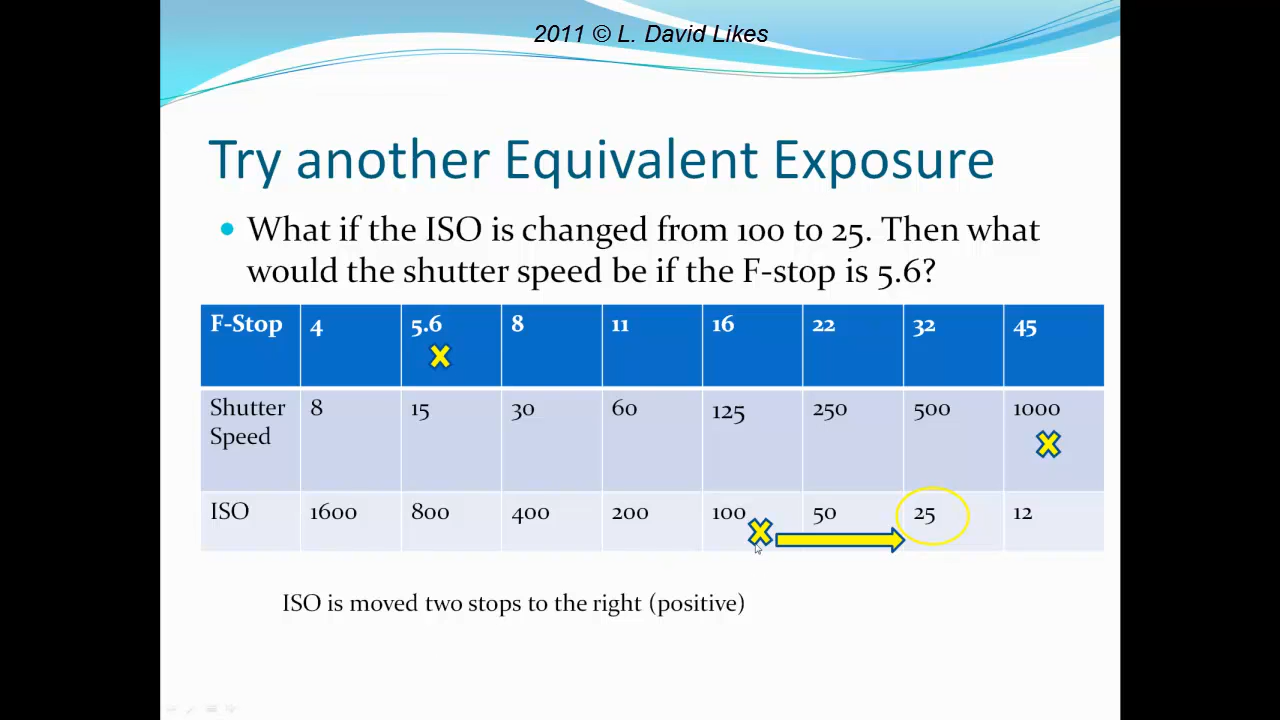 2011 © L. David Likes
Try another Equivalent Exposure
What if the ISO is changed from 100 to 25. Then what
would the shutter speed be if the F-stop is 5.6?
F-Stop 4 5.6 8 11 16 22 32 45
Shutter Speed 8 15 30 60 125 250 500 1000
ISO 1600 800 400 200 100 50 25 12
ISO is moved two stops to the right (positive)